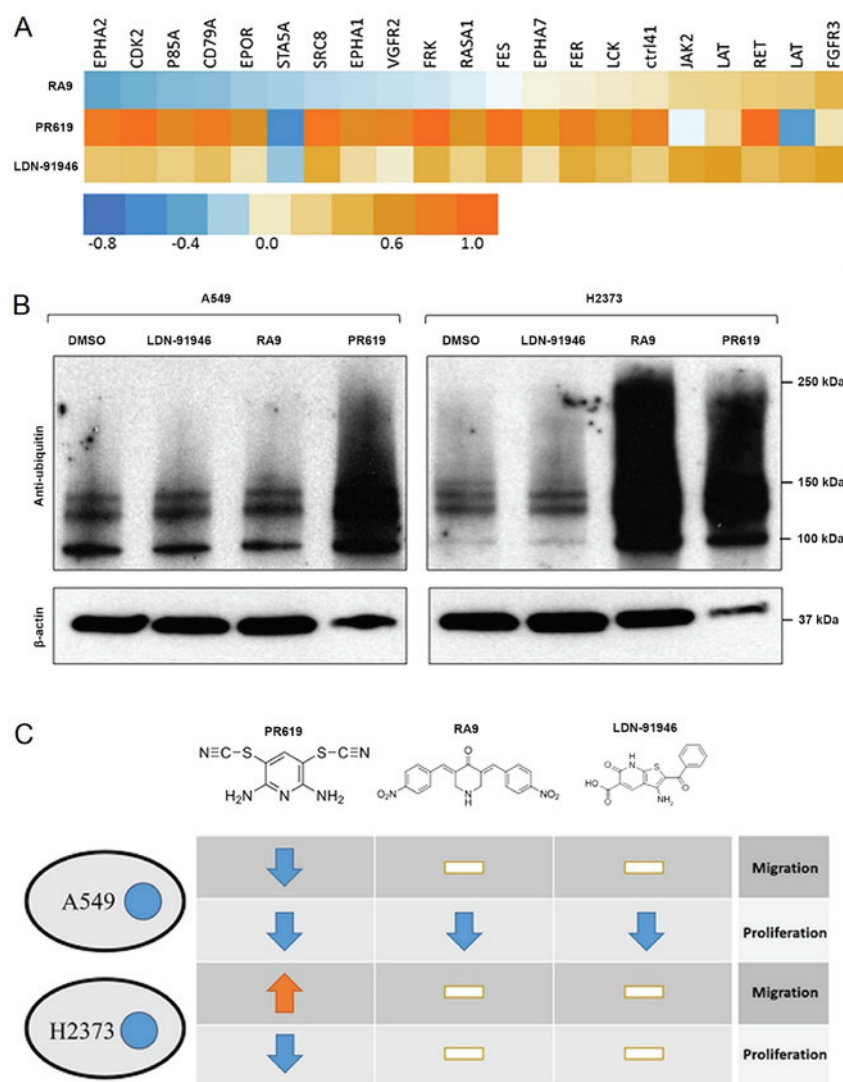 A
EPHA2 CDK2 P85A CD79A EPOR STA5A SRC8 EPHA1 VGFR2 FRK RASA1 FES EPHA7 FER LCK ctrl41 JAK2 LAT RET LAT FGFR3
RA9
PR619
LDN-91946
-0.8 -0.4 0.0 0.6 1.0
B
A549 H2373
DMSO LDN-91946 RA9 PR619 DMSO LDN-91946 RA9 PR619
Anti-ubiquitin
250 kDa
150 kDa
100 kDa
β-actin
37 kDa
C
PR619 RA9 LDN-91946
N≡C S S C≡N
NH₂ N NH₂
O
O₂N N H NO₂
O H N S O
HO O NH₂
A549
Migration
Proliferation
H2373
Migration
Proliferation